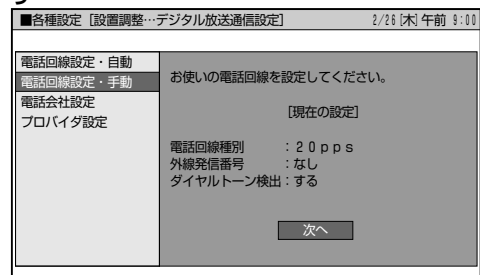 ■各種設定［設置調整…デジタル放送通信設定］ 2/26[木]午前 9:00
電話回線設定・自動
電話回線設定・手動
電話会社設定
プロバイダ設定
お使いの電話回線を設定してください。
［現在の設定］
電話回線種別 ：２０ｐｐｓ
外線発信番号 ：なし
ダイヤルトーン検出：する
次へ